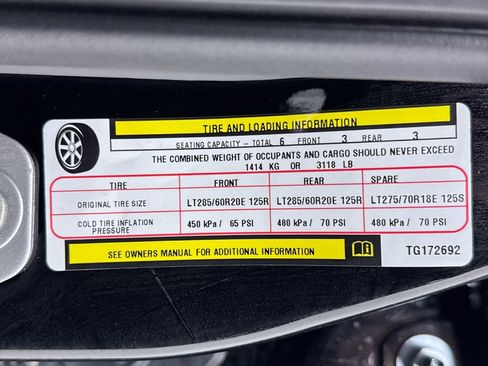 TIRE AND LOADING INFORMATION
SEATING CAPACITY - TOTAL 6 FRONT 3 REAR 3
THE COMBINED WEIGHT OF OCCUPANTS AND CARGO SHOULD NEVER EXCEED
1414 KG OR 3118 LB
TIRE FRONT REAR SPARE
ORIGINAL TIRE SIZE LT285/60R20E 125R LT285/60R20E 125R LT275/70R18E 125S
COLD TIRE INFLATION PRESSURE 450 kPa / 65 PSI 480 kPa / 70 PSI 480 kPa / 70 PSI
SEE OWNERS MANUAL FOR ADDITIONAL INFORMATION TG172692